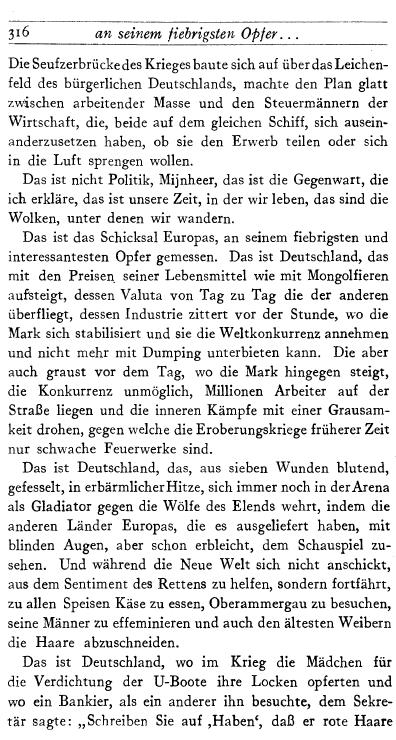 316 an seinem fiebrigsten Opfer...
Die Seufzerbrücke des Krieges baute sich auf über das Leichen-
feld des bürgerlichen Deutschlands, machte den Plan glatt
zwischen arbeitender Masse und den Steuermännern der
Wirtschaft, die, beide auf dem gleichen Schiff, sich ausein-
anderzusetzen haben, ob sie den Erwerb teilen oder sich
in die Luft sprengen wollen.
Das ist nicht Politik, Mijnheer, das ist die Gegenwart, die
ich erkläre, das ist unsere Zeit, in der wir leben, das sind die
Wolken, unter denen wir wandern.
Das ist das Schicksal Europas, an seinem fiebrigsten und
interessantesten Opfer gemessen. Das ist Deutschland, das
mit den Preisen seiner Lebensmittel wie mit Mongolfieren
aufsteigt, dessen Valuta von Tag zu Tag die der anderen
überfliegt, dessen Industrie zittert vor der Stunde, wo die
Mark sich stabilisiert und sie die Weltkonkurrenz annehmen
und nicht mehr mit Dumping unterbieten kann. Die aber
auch graust vor dem Tag, wo die Mark hingegen steigt,
die Konkurrenz unmöglich, Millionen Arbeiter auf der
Straße liegen und die inneren Kämpfe mit einer Grausam-
keit drohen, gegen welche die Eroberungskriege früherer Zeit
nur schwache Feuerwerke sind.
Das ist Deutschland, das, aus sieben Wunden blutend,
gefesselt, in erbärmlicher Hitze, sich immer noch in der Arena
als Gladiator gegen die Wölfe des Elends wehrt, indem die
anderen Länder Europas, die es ausgeliefert haben, mit
blinden Augen, aber schon erbleicht, dem Schauspiel zu-
sehen. Und während die Neue Welt sich nicht anschickt,
aus dem Sentiment des Rettens zu helfen, sondern fortfährt,
zu allen Speisen Käse zu essen, Oberammergau zu besuchen,
seine Männer zu effeminieren und auch den ältesten Weibern
die Haare abzuschneiden.
Das ist Deutschland, wo im Krieg die Mädchen für
die Verdichtung der U-Boote ihre Locken opferten und
wo ein Bankier, als ein anderer ihn besuchte, dem Sekre-
tär sagte: „Schreiben Sie auf ‚Haben‘, daß er rote Haare